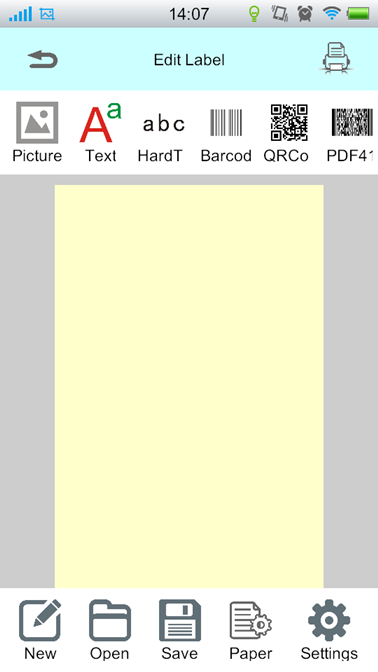 14:07
Edit Label
Aa
abc
Picture Text HardT Barcod QRCo PDF41
New Open Save Paper Settings